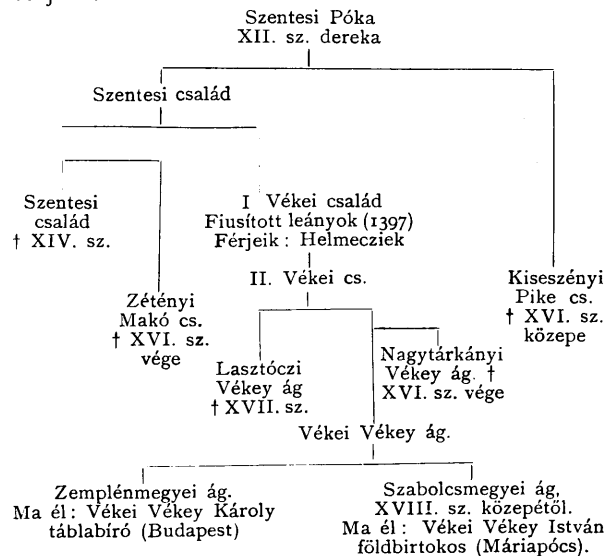 Szentesi Póka
XII. sz. dereka
Szentesi család
Szentesi
család
† XIV. sz.
I Vékei család
Fiusított leányok (1397)
Férjeik: Helmecziek
II. Vékei cs.
Zétényi
Makó cs.
† XVI. sz.
vége
Kiseszényi
Pike cs.
† XVI. sz.
közepe
Lasztóczi
Vékey ág
† XVII. sz.
Nagytárkányi
Vékey ág. †
XVI. sz. vége
Vékei Vékey ág.
Zemplénmegyei ág.
Ma él: Vékei Vékey Károly
táblabíró (Budapest)
Szabolcsmegyei ág,
XVIII. sz. közepétől.
Ma él: Vékei Vékey István
földbirtokos (Máriapócs).